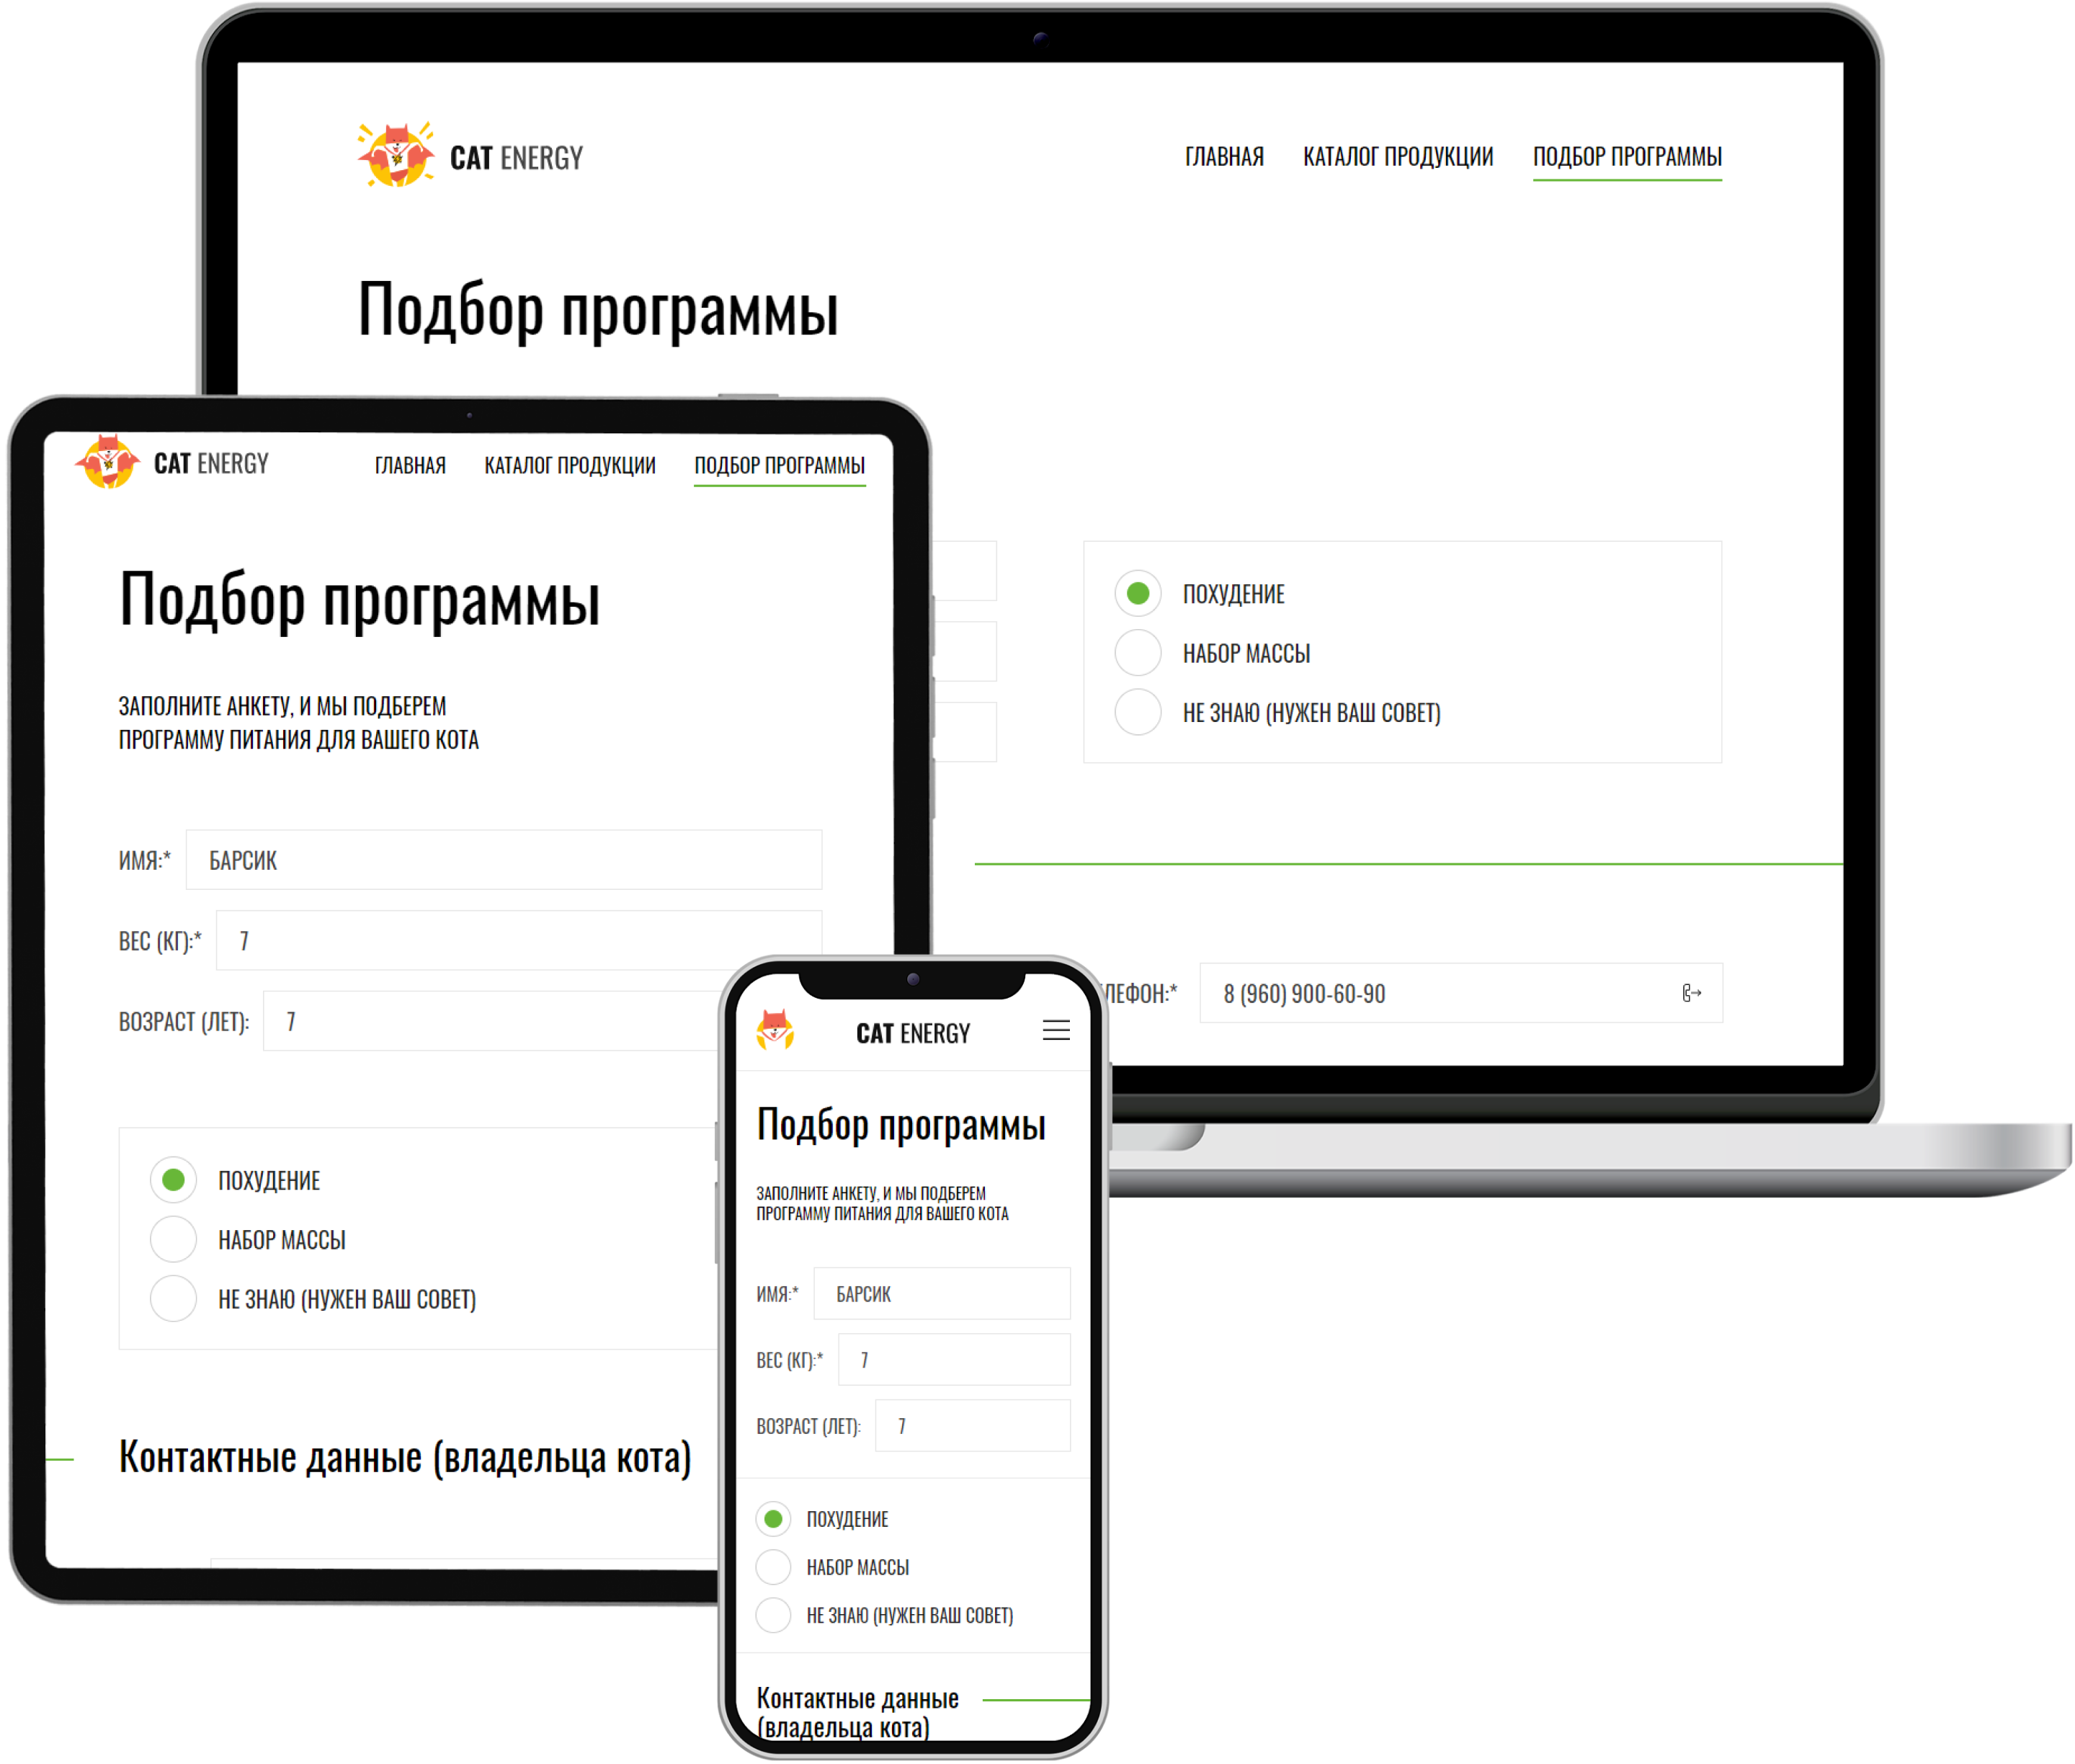 CAT ENERGY
ГЛАВНАЯ
КАТАЛОГ ПРОДУКЦИИ
ПОДБОР ПРОГРАММЫ
Подбор программы
ПОХУДЕНИЕ
НАБОР МАССЫ
НЕ ЗНАЮ (НУЖЕН ВАШ СОВЕТ)
8 (960) 900-60-90
CAT ENERGY
ГЛАВНАЯ
КАТАЛОГ ПРОДУКЦИИ
ПОДБОР ПРОГРАММЫ
Подбор программы
ЗАПОЛНИТЕ АНКЕТУ, И МЫ ПОДБЕРЕМ
ПРОГРАММУ ПИТАНИЯ ДЛЯ ВАШЕГО КОТА
ИМЯ:* БАРСИК
ВЕС (КГ):* 7
ВОЗРАСТ (ЛЕТ): 7
ПОХУДЕНИЕ
НАБОР МАССЫ
НЕ ЗНАЮ (НУЖЕН ВАШ СОВЕТ)
Контактные данные (владельца кота)
CAT ENERGY
Подбор программы
ЗАПОЛНИТЕ АНКЕТУ, И МЫ ПОДБЕРЕМ
ПРОГРАММУ ПИТАНИЯ ДЛЯ ВАШЕГО КОТА
ИМЯ:* БАРСИК
ВЕС (КГ):* 7
ВОЗРАСТ (ЛЕТ): 7
ПОХУДЕНИЕ
НАБОР МАССЫ
НЕ ЗНАЮ (НУЖЕН ВАШ СОВЕТ)
Контактные данные
(владельца кота)